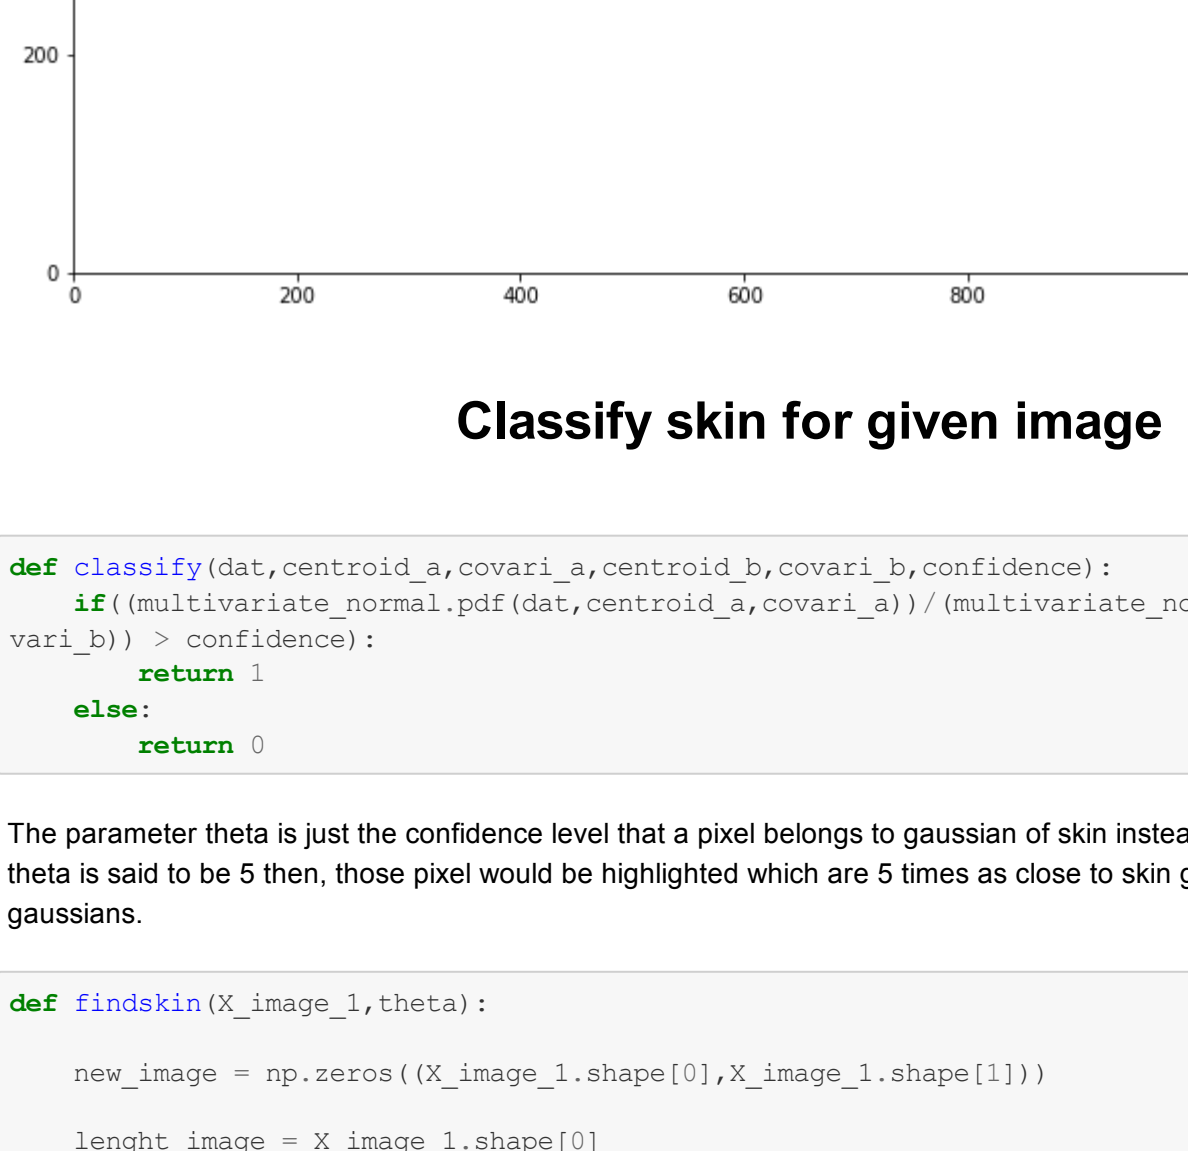 200
0
0 200 400 600 800
Classify skin for given image
def classify(dat,centroid_a,covari_a,centroid_b,covari_b,confidence):
    if((multivariate_normal.pdf(dat,centroid_a,covari_a))/(multivariate_no
vari_b)) > confidence):
        return 1
    else:
        return 0
The parameter theta is just the confidence level that a pixel belongs to gaussian of skin instea
theta is said to be 5 then, those pixel would be highlighted which are 5 times as close to skin g
gaussians.
def findskin(X_image_1,theta):
    new_image = np.zeros((X_image_1.shape[0],X_image_1.shape[1]))
    lenght_image = X_image_1.shape[0]